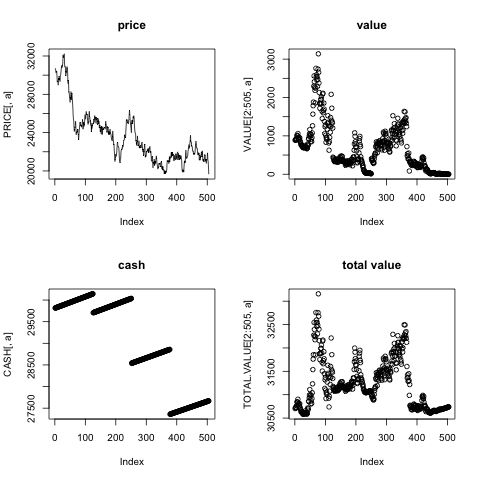 price
PRICE[, a]
20000 22000 24000 26000 28000 32000
0 100 200 300 400 500
Index
value
VALUE[2:505, a]
0 1000 2000 3000
0 100 200 300 400 500
Index
cash
CASH[, a]
27500 28500 29500
0 100 200 300 400 500
Index
total value
TOTAL.VALUE[2:505, a]
30500 31500 32500
0 100 200 300 400 500
Index